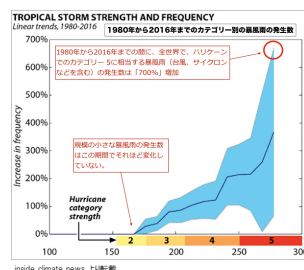 TROPICAL STORM STRENGTH AND FREQUENCY
Linear trends, 1980-2016
1980年から2016年までのカテゴリー別の暴風雨の発生数
700%
600%
500%
400%
300%
200%
100%
0%
Increase in frequency
1980年から2016年までの間に、全世界で、ハリケーン
でのカテゴリー 5に相当する暴風雨（台風、サイクロン
などを含む）の発生数は「700%」増加
規模の小さな暴風雨の発生数
はこの期間でそれほど変化し
ていない。
Hurricane
category
strength
2 3 4 5
100 150 200 250 300
inside climate news より転載